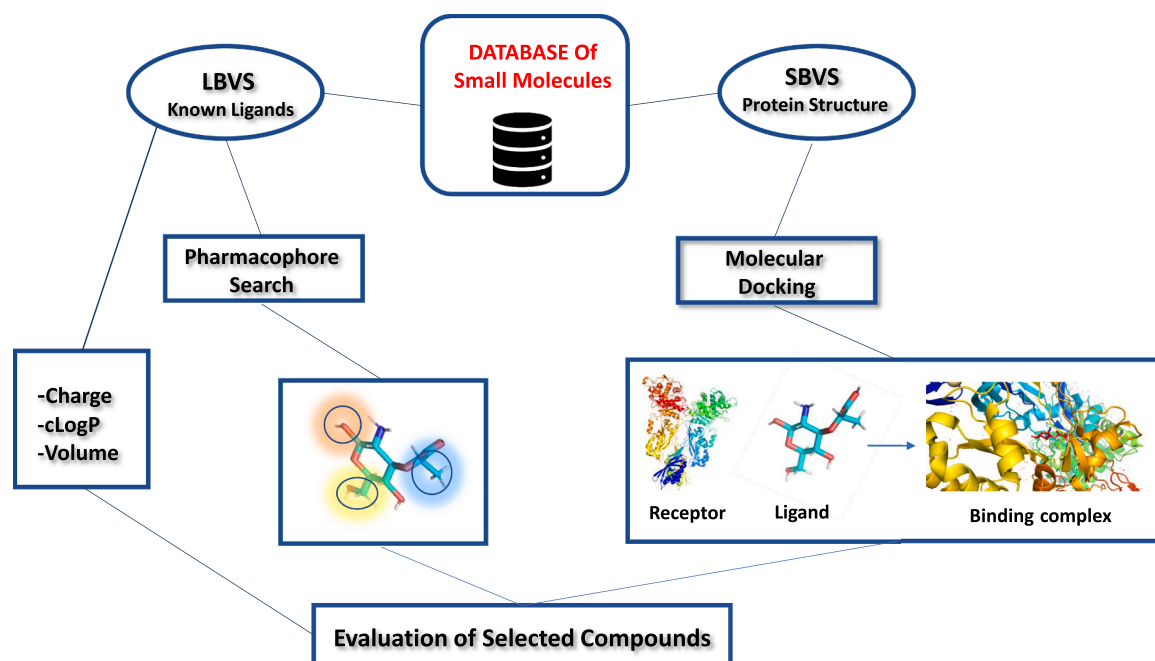 DATABASE Of
Small Molecules
LBVS
Known Ligands
SBVS
Protein Structure
Pharmacophore
Search
Molecular
Docking
-Charge
-cLogP
-Volume
Receptor
Ligand
Binding complex
Evaluation of Selected Compounds